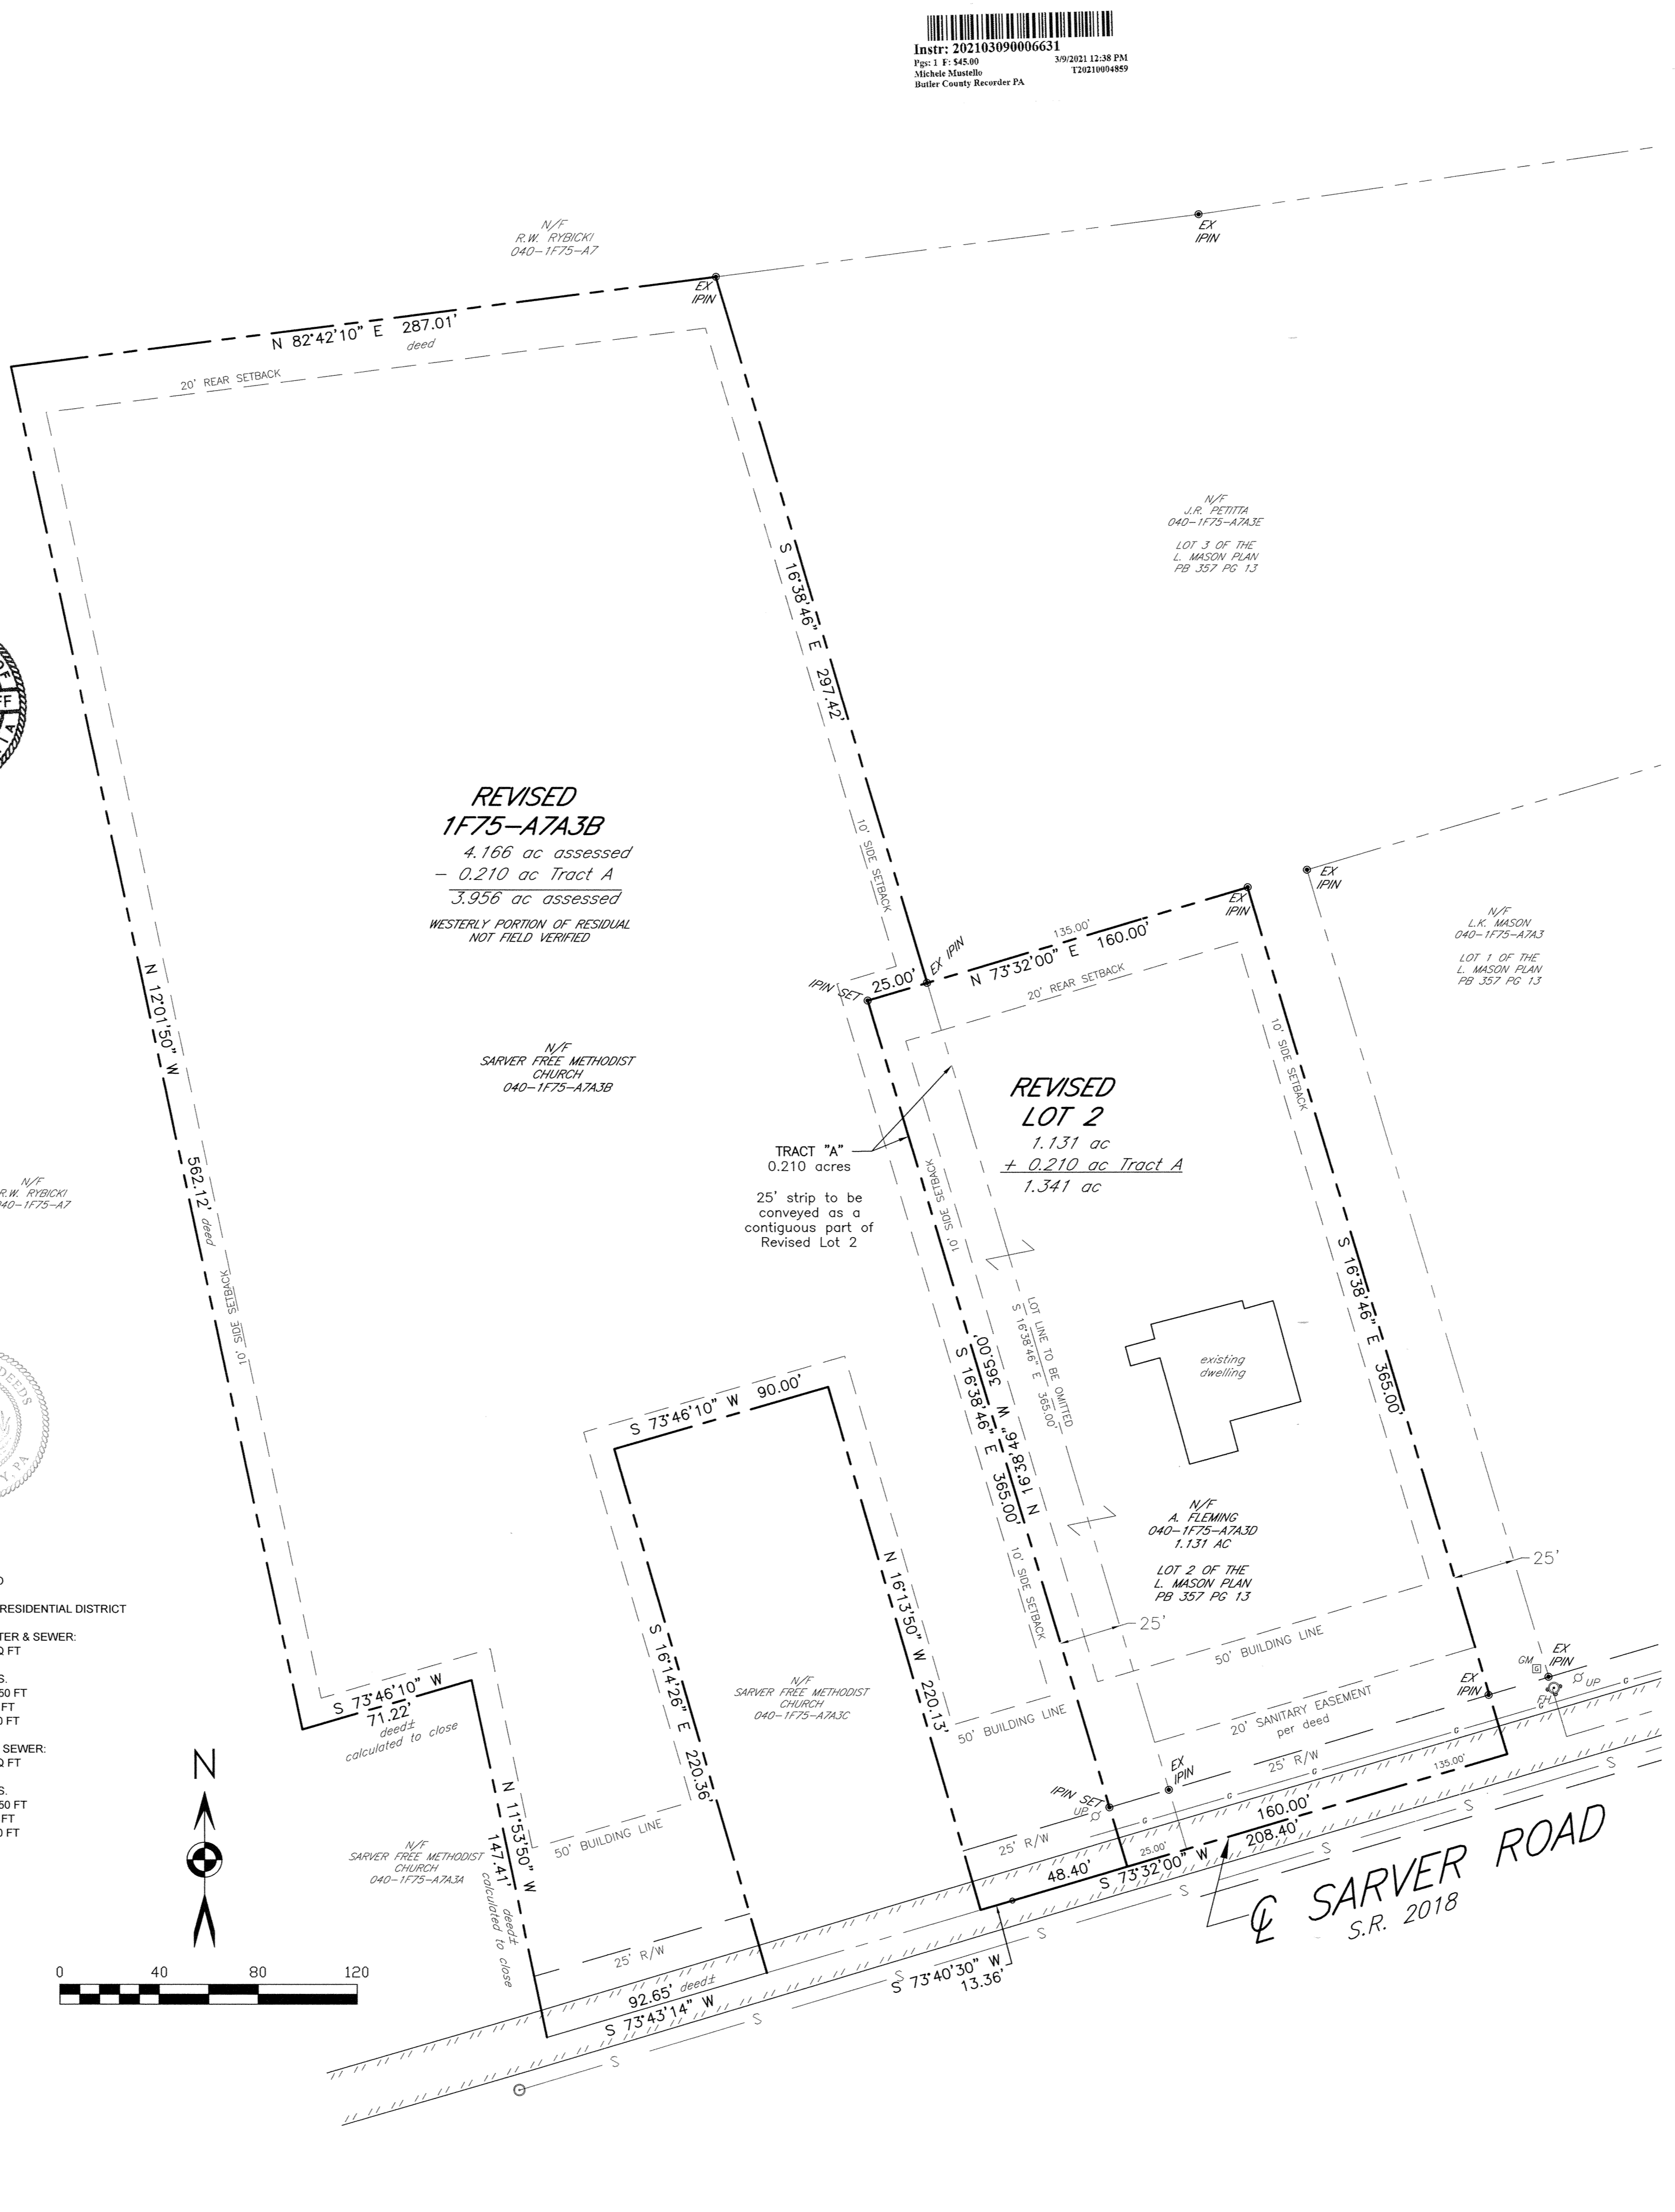 Instr: 202103090006631
Pgs: 1 F: $45.00 3/9/2021 12:38 PM
Michele Mustello T20210004859
Butler County Recorder PA
N/F
R.W. RYBICKI
040-1F75-A7
EX
IPIN
EX
IPIN
N 82°42'10" E 287.01'
deed
20' REAR SETBACK
N/F
J.R. PETITTA
040-1F75-A7A3E
LOT 3 OF THE
L. MASON PLAN
PB 357 PG 13
S 16°38'46" E 297.42'
10' SIDE SETBACK
REVISED
1F75-A7A3B
4.166 ac assessed
- 0.210 ac Tract A
3.956 ac assessed
WESTERLY PORTION OF RESIDUAL
NOT FIELD VERIFIED
EX
IPIN
EX
IPIN
N/F
L.K. MASON
040-1F75-A7A3
LOT 1 OF THE
L. MASON PLAN
PB 357 PG 13
135.00'
N 73°32'00" E 160.00'
25.00'
EX IPIN
IPIN SET
20' REAR SETBACK
10' SIDE SETBACK
N 12°01'50" W
562.12' deed
10' SIDE SETBACK
N/F
SARVER FREE METHODIST
CHURCH
040-1F75-A7A3B
REVISED
LOT 2
1.131 ac
+ 0.210 ac Tract A
1.341 ac
TRACT "A"
0.210 acres
25' strip to be
conveyed as a
contiguous part of
Revised Lot 2
10' SIDE SETBACK
N/F
R.W. RYBICKI
040-1F75-A7
LOT LINE TO BE OMITTED
S 16°38'46" E 365.00'
S 16°38'46" E 365.00'
N 16°38'46" W 365.00'
S 16°38'46" E 365.00'
existing
dwelling
S 73°46'10" W 90.00'
N/F
A. FLEMING
040-1F75-A7A3D
1.131 AC
LOT 2 OF THE
L. MASON PLAN
PB 357 PG 13
25'
25'
10' SIDE SETBACK
N 16°13'50" W 220.13'
S 16°14'26" E 220.36'
50' BUILDING LINE
RESIDENTIAL DISTRICT
TER & SEWER:
Q FT
S.
50 FT
FT
0 FT
SEWER:
Q FT
S.
50 FT
FT
0 FT
S 73°46'10" W
71.22'
deed±
calculated to close
N/F
SARVER FREE METHODIST
CHURCH
040-1F75-A7A3C
EX
IPIN
GM
G
EX
IPIN
UP
FH
20' SANITARY EASEMENT
per deed
50' BUILDING LINE
25' R/W
EX
IPIN
IPIN SET
UP
N
N 11°53'50" W
147.41' deed±
calculated to close
50' BUILDING LINE
N/F
SARVER FREE METHODIST
CHURCH
040-1F75-A7A3A
25' R/W
135.00'
160.00'
208.40'
25.00'
48.40'
S 73°32'00" W
SARVER ROAD
S.R. 2018
25' R/W
S 73°40'30" W
13.36'
92.65' deed±
S 73°43'14" W
0 40 80 120